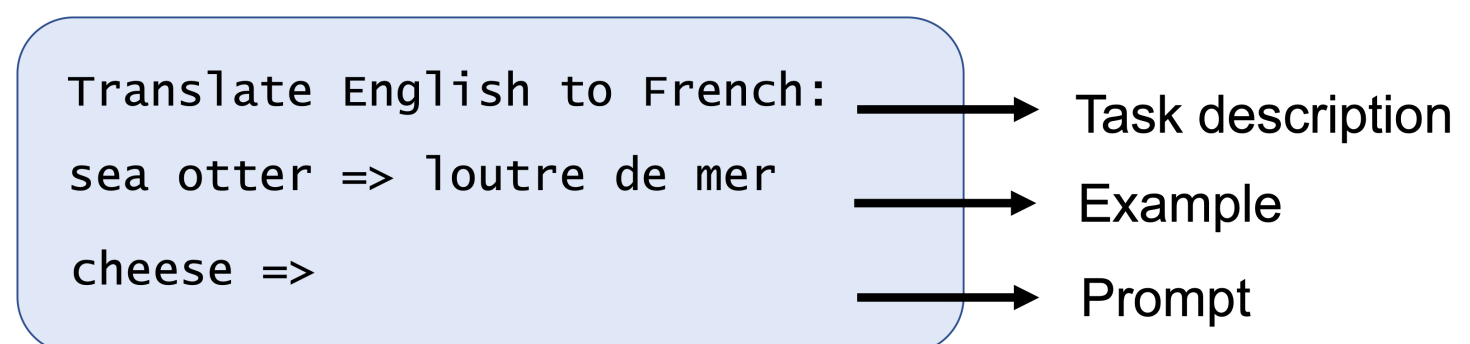 Translate English to French:
Task description
sea otter => loutre de mer
Example
cheese =>
Prompt